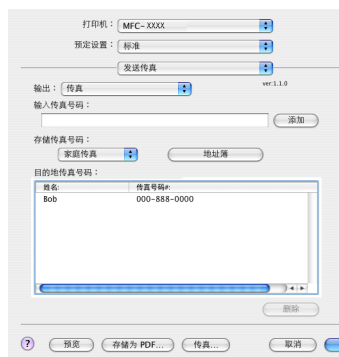 打印机： MFC-XXXX
预定设置： 标准
发送传真
输出： 传真
ver:1.1.0
输入传真号码：
添加
存储传真号码：
家庭传真 地址薄
目的地传真号码：
姓名: 传真号码#:
Bob 000-888-0000
删除
? 预览 存储为 PDF... 传真... 取消